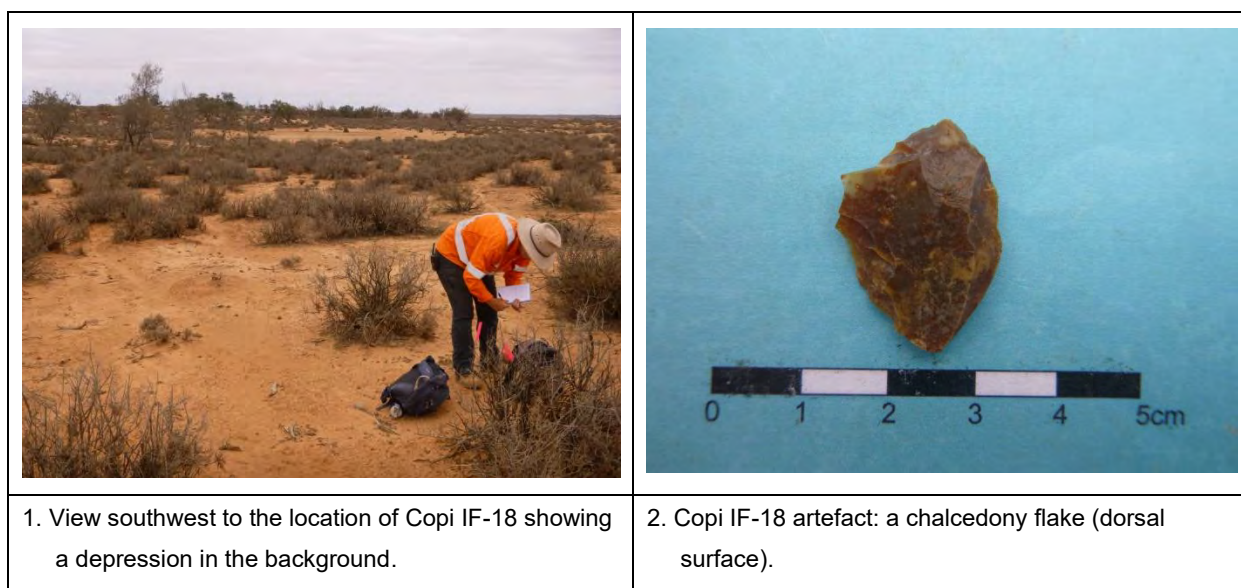 0 1 2 3 4 5cm
1. View southwest to the location of Copi IF-18 showing
a depression in the background.
2. Copi IF-18 artefact: a chalcedony flake (dorsal
surface).